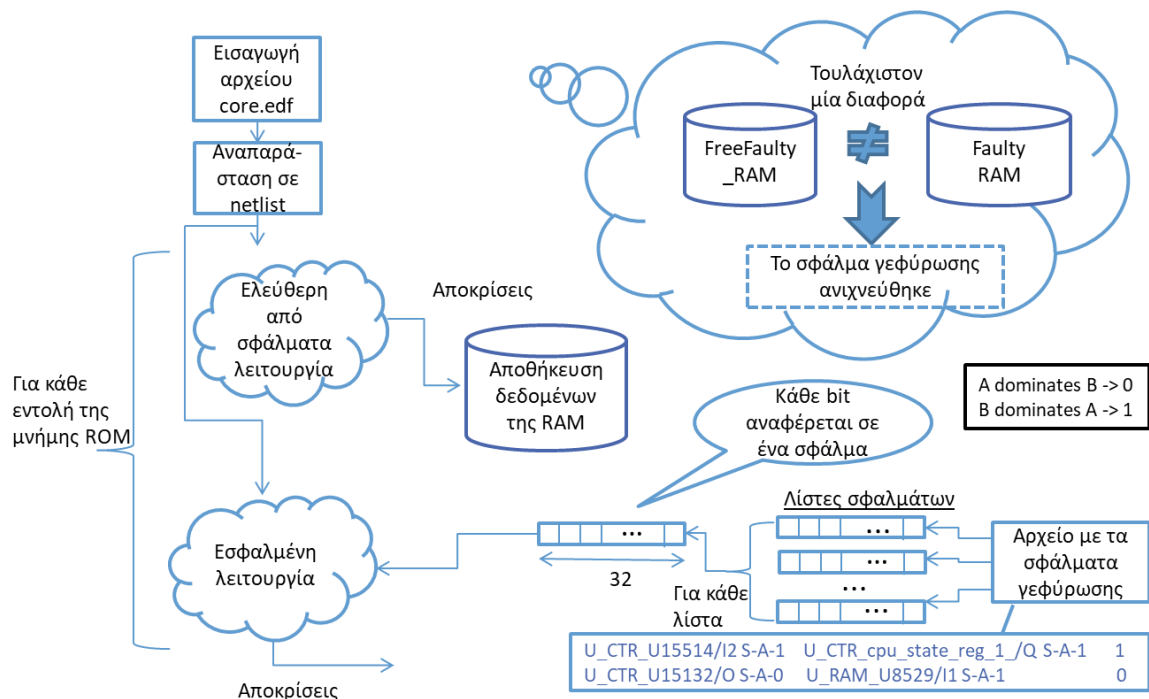 Εισαγωγή
αρχείου
core.edf
Αναπαρά-
σταση σε
netlist
Τουλάχιστον
μία διαφορά
FreeFaulty
_RAM
Faulty
RAM
Το σφάλμα γεφύρωσης
ανιχνεύθηκε
Ελεύθερη
από
σφάλματα
λειτουργία
Αποκρίσεις
Αποθήκευση
δεδομένων
της RAM
Για κάθε
εντολή της
μνήμης ROM
A dominates B -> 0
B dominates A -> 1
Κάθε bit
αναφέρεται σε
ένα σφάλμα
Εσφαλμένη
λειτουργία
...
32
Λίστες σφαλμάτων
...
...
...
...
Για κάθε
λίστα
Αρχείο με τα
σφάλματα
γεφύρωσης
U_CTR_U15514/I2 S-A-1 U_CTR_cpu_state_reg_1_/Q S-A-1 1
U_CTR_U15132/O S-A-0 U_RAM_U8529/I1 S-A-1 0
Αποκρίσεις